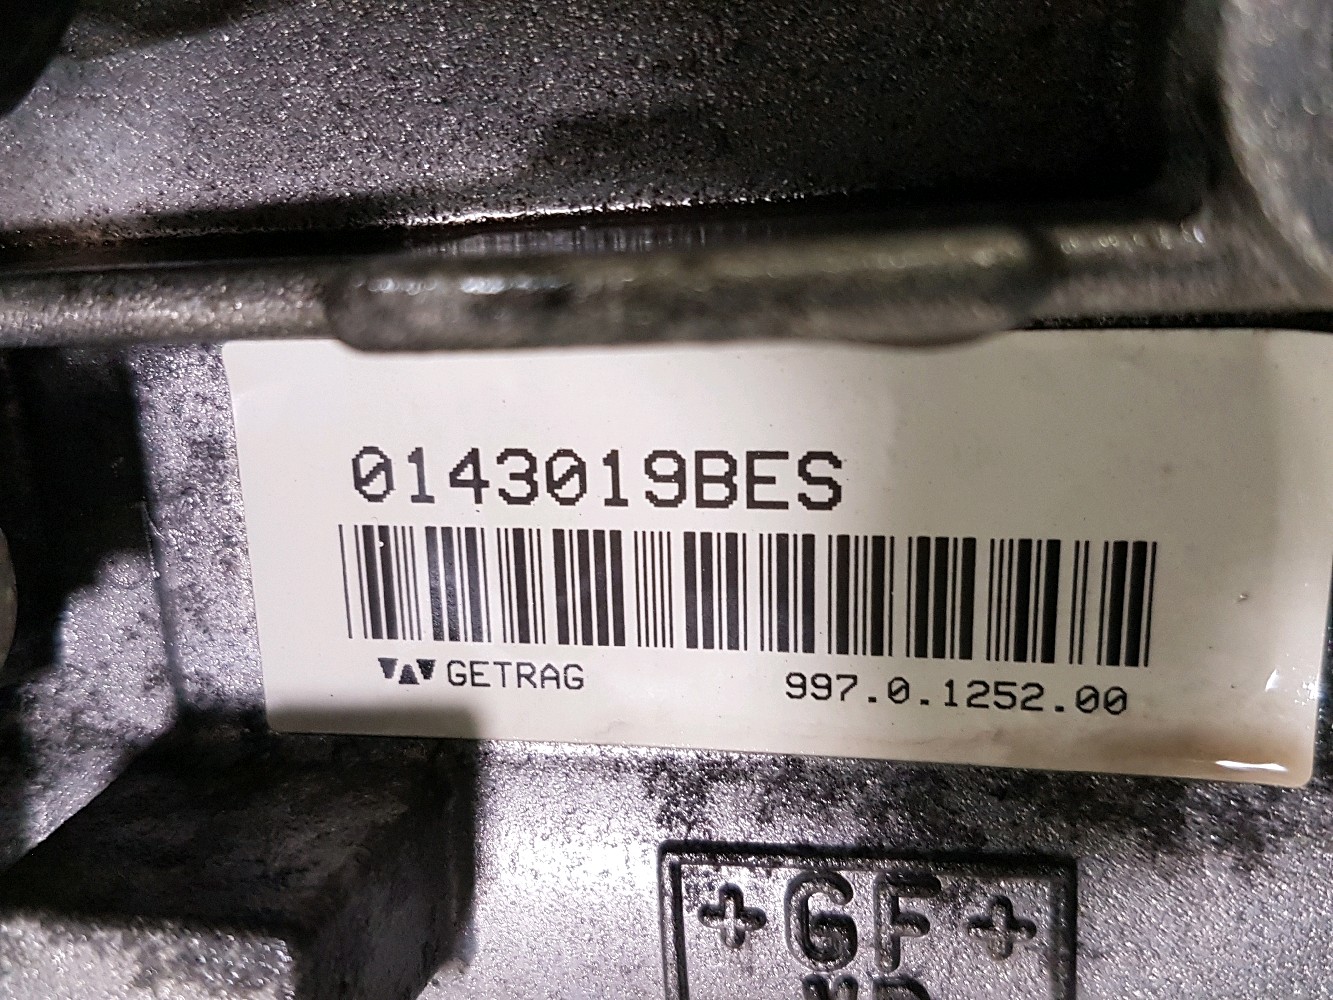 0143019BES
GETRAG 997.0.1252.00
+GF+